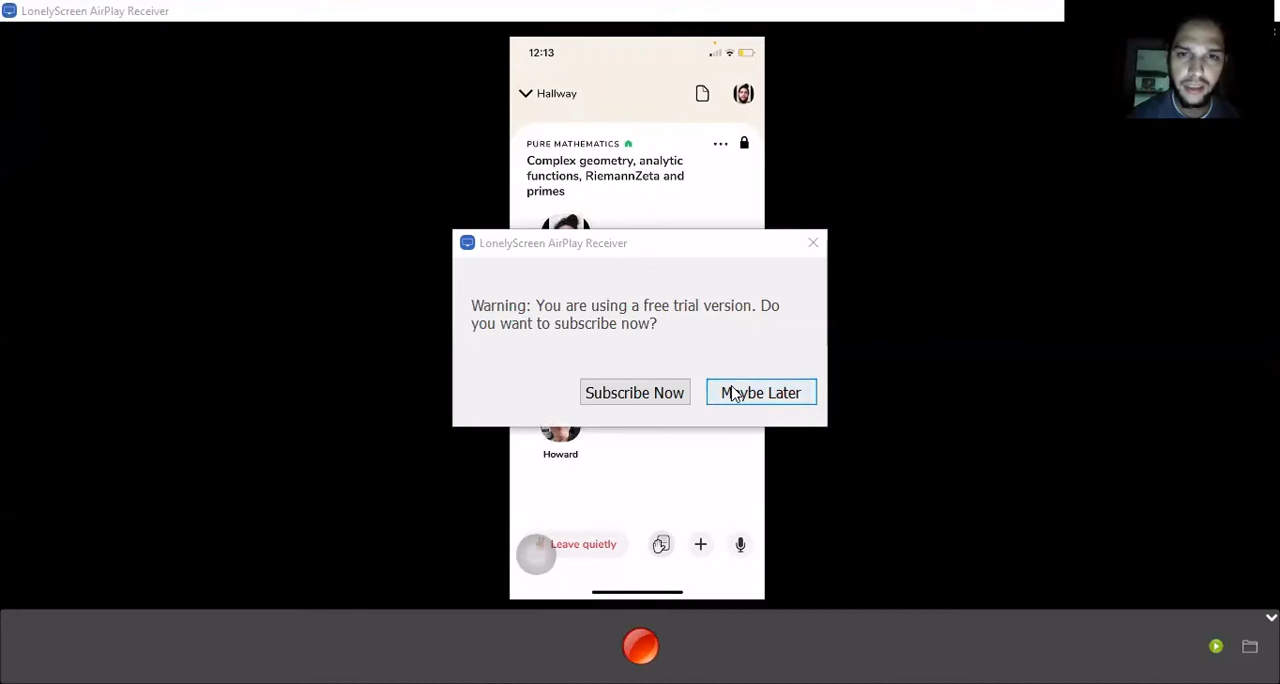 LonelyScreen AirPlay Receiver
12:13
Hallway
PURE MATHEMATICS
Complex geometry, analytic
functions, RiemannZeta and
primes
LonelyScreen AirPlay Receiver
Warning: You are using a free trial version. Do
you want to subscribe now?
Subscribe Now
Maybe Later
Howard
Leave quietly